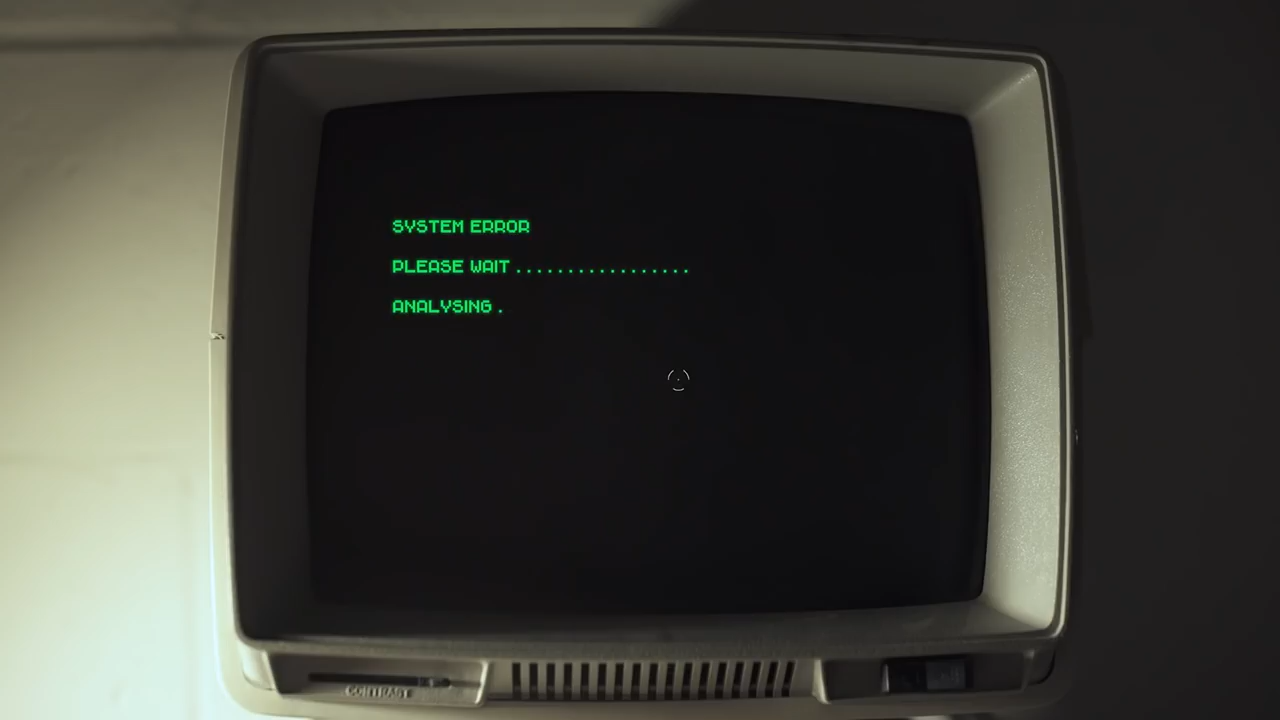 SYSTEM ERROR
PLEASE WAIT .................
ANALYSING .
CONTRAST